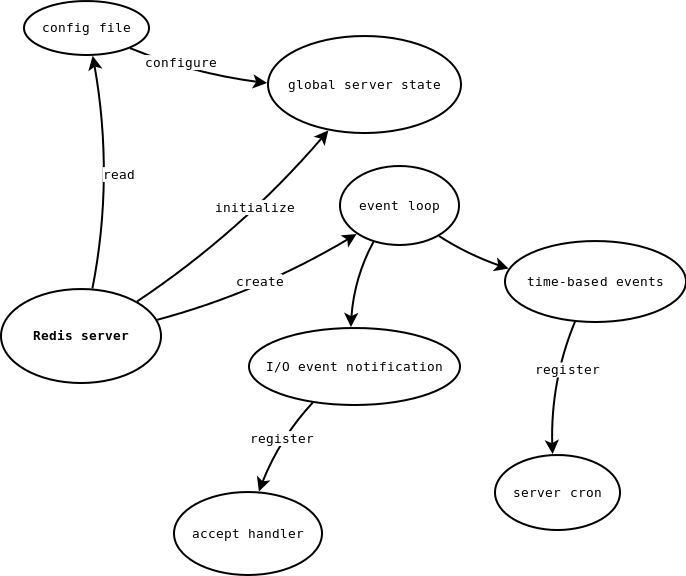 config file
configure
global server state
read
initialize
event loop
create
time-based events
Redis server
I/O event notification
register
register
server cron
accept handler